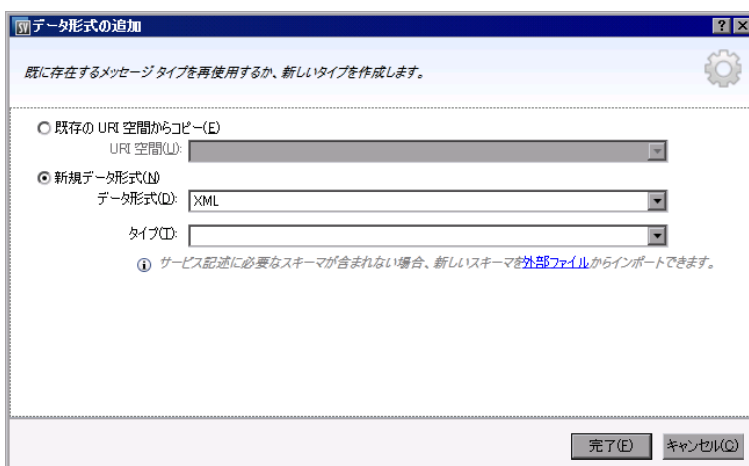 SV データ形式の追加
既に存在するメッセージ タイプを再使用するか、新しいタイプを作成します。
既存の URI 空間からコピー(E)
URI 空間(U):
新規データ形式(N)
データ形式(D): XML
タイプ(T):
サービス記述に必要なスキーマが含まれない場合、新しいスキーマを外部ファイルからインポートできます。
完了(F) キャンセル(C)